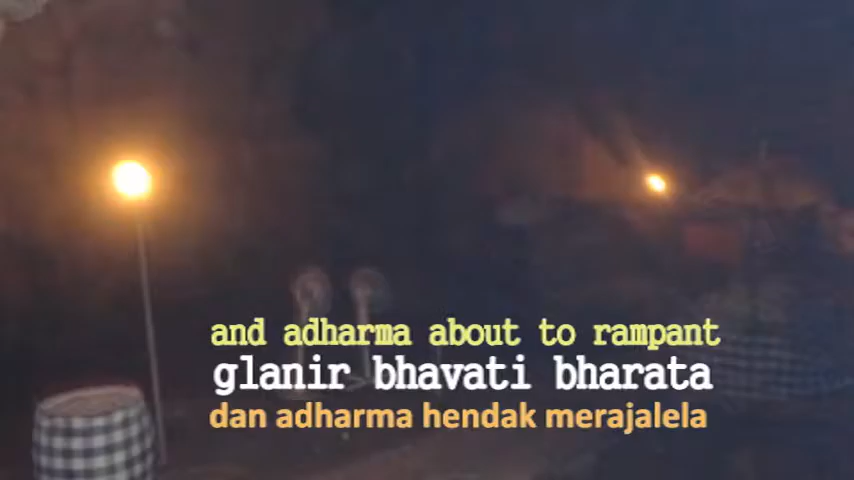 and adharma about to rampant
glanir bhavati bharata
dan adharma hendak merajalela